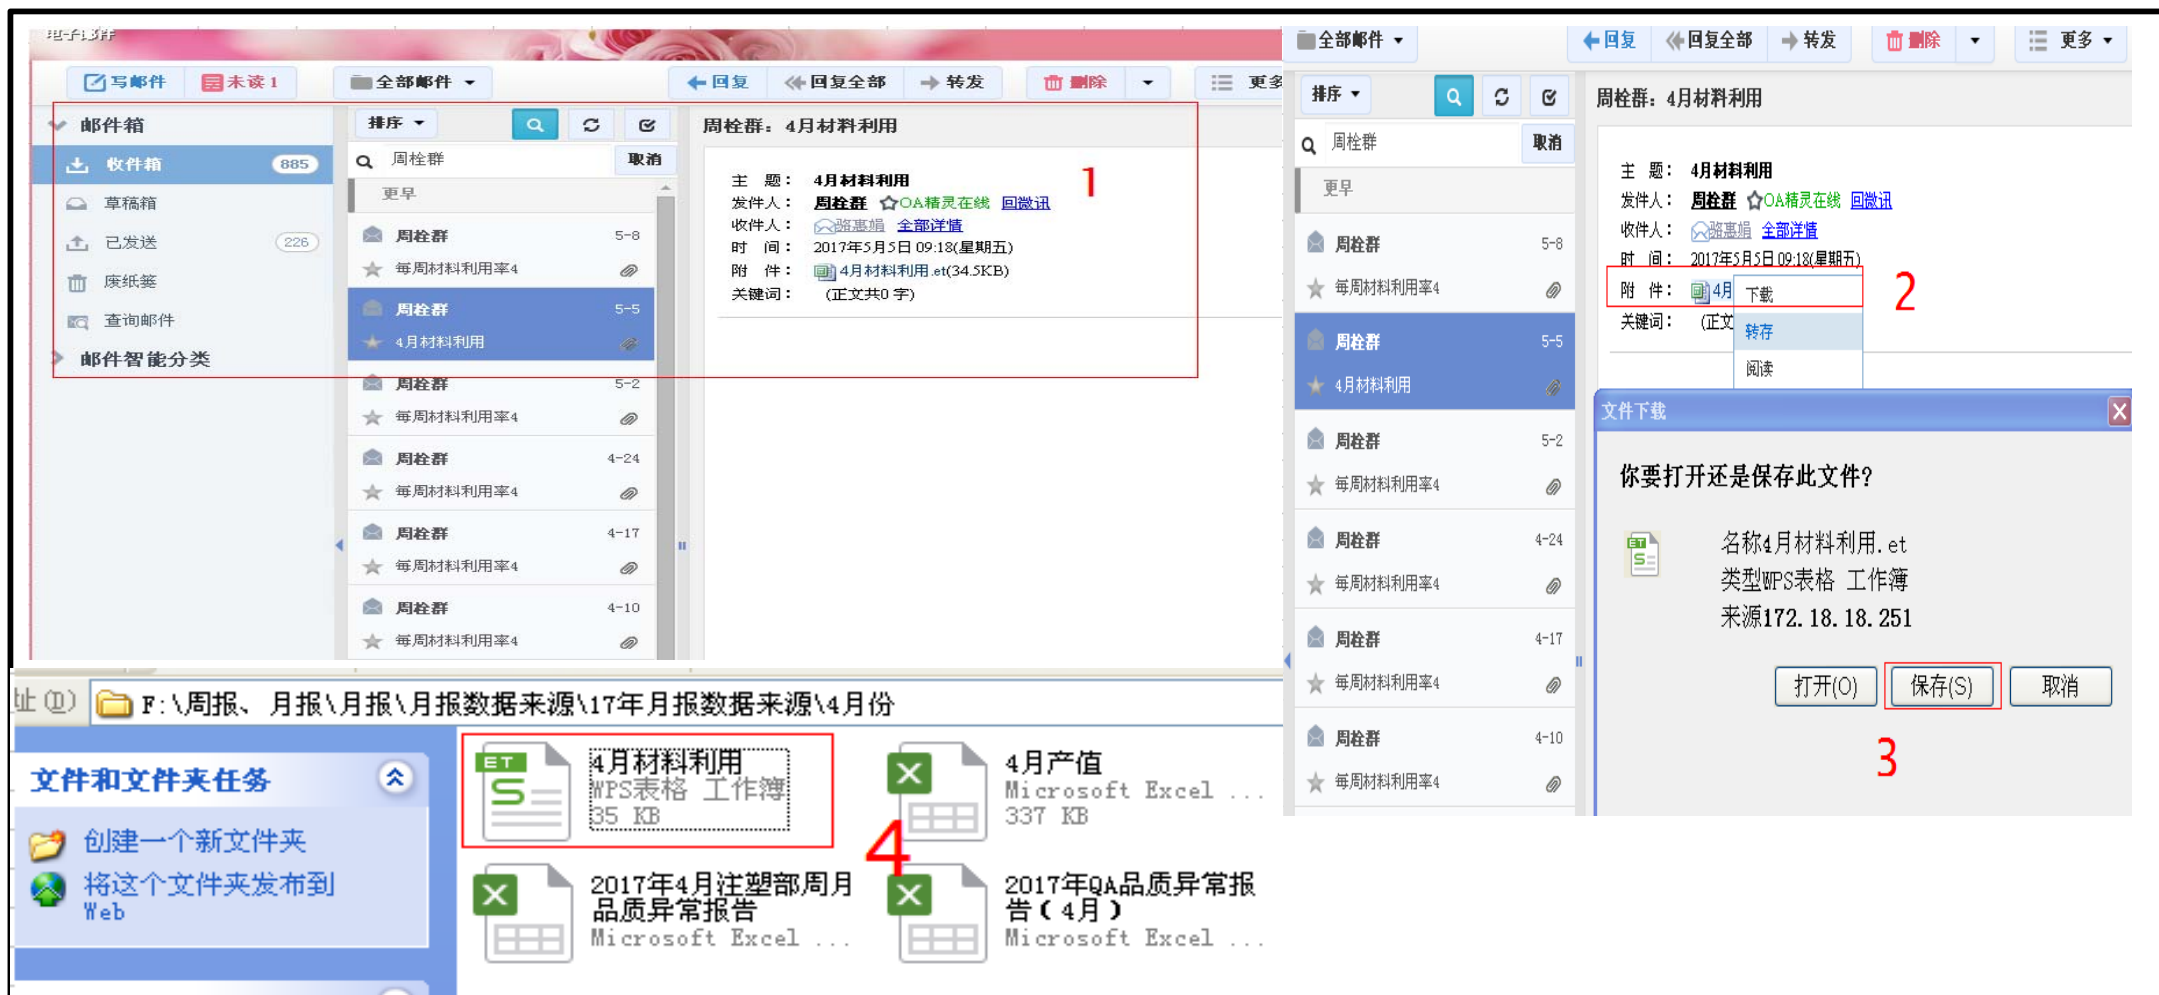 电子邮件
写邮件 未读 1 全部邮件 回复 回复全部 转发 删除 更多
邮件箱
收件箱 885
草稿箱
已发送 226
废纸篓
查询邮件
邮件智能分类
排序
周栓群 取消
更早
周栓群 5-8
每周材料利用率4
周栓群 5-5
4月材料利用
周栓群 5-2
每周材料利用率4
周栓群 4-24
每周材料利用率4
周栓群 4-17
每周材料利用率4
周栓群 4-10
每周材料利用率4
周栓群：4月材料利用
主 题： 4月材料利用
发件人： 周栓群 OA精灵在线 回微讯
收件人： 骆惠娟 全部详情
时 间： 2017年5月5日 09:18(星期五)
附 件： 4月材料利用.et(34.5KB)
关键词： (正文共0 字)
1
全部邮件 回复 回复全部 转发 删除 更多
排序
周栓群 取消
更早
周栓群 5-8
每周材料利用率4
周栓群 5-5
4月材料利用
周栓群 5-2
每周材料利用率4
周栓群 4-24
每周材料利用率4
周栓群 4-17
每周材料利用率4
周栓群 4-10
每周材料利用率4
周栓群：4月材料利用
主 题： 4月材料利用
发件人： 周栓群 OA精灵在线 回微讯
收件人： 骆惠娟 全部详情
时 间： 2017年5月5日 09:18(星期五)
附 件： 4月
关键词： (正文
下载
转存
阅读
2
文件下载
你要打开还是保存此文件?
名称4月材料利用.et
类型WPS表格 工作簿
来源172.18.18.251
打开(O) 保存(S) 取消
3
址(D) F:\周报、月报\月报\月报数据来源\17年月报数据来源\4月份
文件和文件夹任务
创建一个新文件夹
将这个文件夹发布到
Web
4月材料利用
WPS表格 工作簿
35 KB
4月产值
Microsoft Excel ...
337 KB
4
2017年4月注塑部周月
品质异常报告
Microsoft Excel ...
2017年QA品质异常报
告(4月)
Microsoft Excel ...